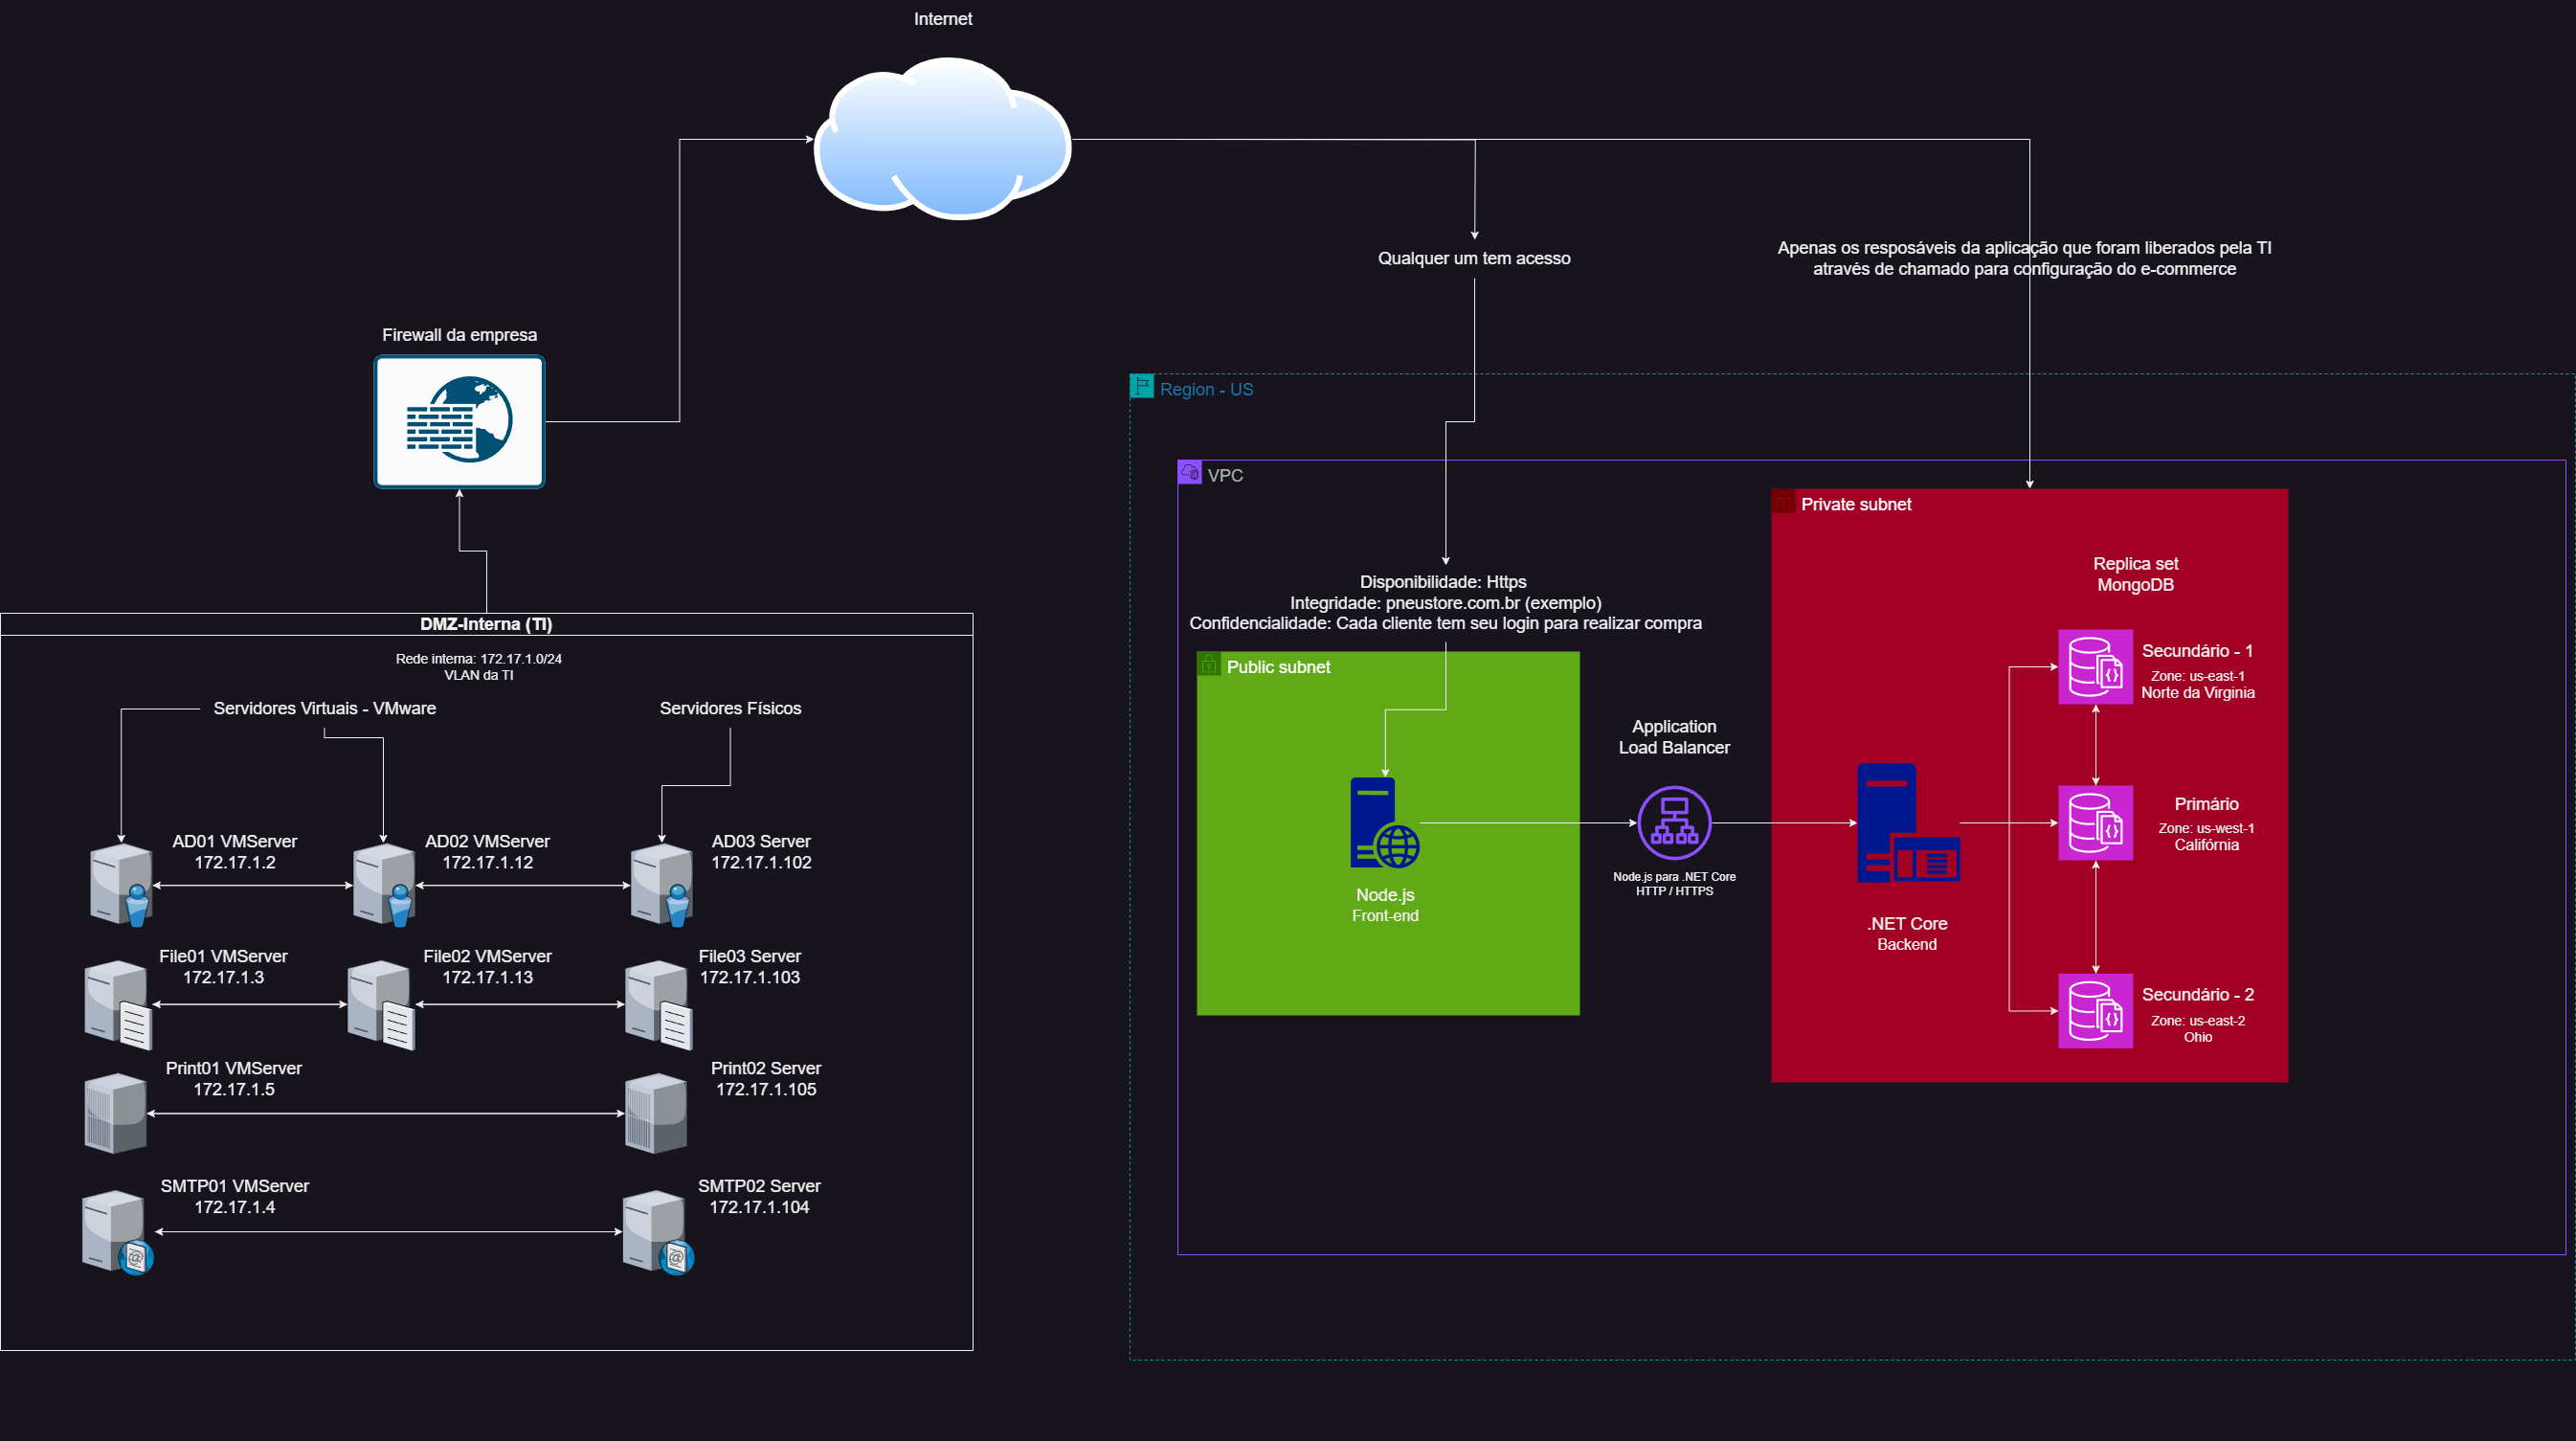 Internet
Qualquer um tem acesso
Apenas os resposáveis da aplicação que foram liberados pela TI
através de chamado para configuração do e-commerce
Firewall da empresa
Region - US
VPC
Private subnet
Replica set
MongoDB
Disponibilidade: Https
Integridade: pneustore.com.br (exemplo)
Confidencialidade: Cada cliente tem seu login para realizar compra
Public subnet
Application
Load Balancer
Node.js para .NET Core
HTTP / HTTPS
Node.js
Front-end
.NET Core
Backend
Secundário - 1
Zone: us-east-1
Norte da Virginia
Primário
Zone: us-west-1
Califórnia
Secundário - 2
Zone: us-east-2
Ohio
DMZ-Interna (TI)
Rede interna: 172.17.1.0/24
VLAN da TI
Servidores Virtuais - VMware
Servidores Físicos
AD01 VMServer
172.17.1.2
AD02 VMServer
172.17.1.12
AD03 Server
172.17.1.102
File01 VMServer
172.17.1.3
File02 VMServer
172.17.1.13
File03 Server
172.17.1.103
Print01 VMServer
172.17.1.5
Print02 Server
172.17.1.105
SMTP01 VMServer
172.17.1.4
SMTP02 Server
172.17.1.104